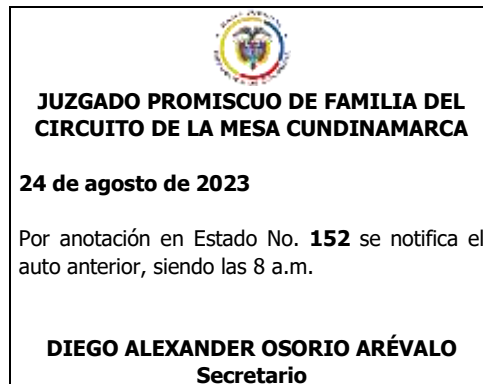 JUZGADO PROMISCUO DE FAMILIA DEL
CIRCUITO DE LA MESA CUNDINAMARCA
24 de agosto de 2023
Por anotación en Estado No. 152 se notifica el
auto anterior, siendo las 8 a.m.
DIEGO ALEXANDER OSORIO ARÉVALO
Secretario